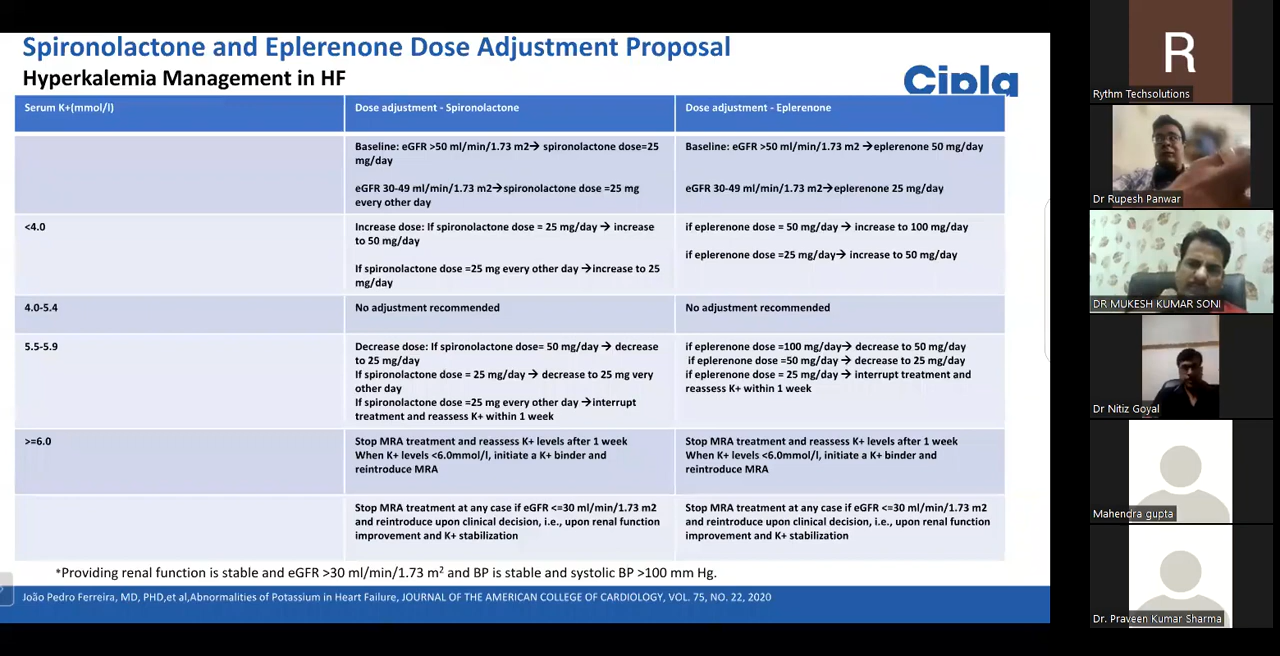 Spironolactone and Eplerenone Dose Adjustment Proposal
Hyperkalemia Management in HF
Cipla
Serum K+(mmol/l)
Dose adjustment - Spironolactone
Dose adjustment - Eplerenone
Baseline: eGFR >50 ml/min/1.73 m2→ spironolactone dose=25
mg/day
eGFR 30-49 ml/min/1.73 m2→spironolactone dose =25 mg
every other day
Baseline: eGFR >50 ml/min/1.73 m2 →eplerenone 50 mg/day
eGFR 30-49 ml/min/1.73 m2→eplerenone 25 mg/day
<4.0
Increase dose: If spironolactone dose = 25 mg/day → increase
to 50 mg/day
If spironolactone dose =25 mg every other day →increase to 25
mg/day
if eplerenone dose = 50 mg/day → increase to 100 mg/day
if eplerenone dose =25 mg/day→ increase to 50 mg/day
4.0-5.4
No adjustment recommended
No adjustment recommended
5.5-5.9
Decrease dose: If spironolactone dose= 50 mg/day → decrease
to 25 mg/day
If spironolactone dose = 25 mg/day → decrease to 25 mg very
other day
If spironolactone dose =25 mg every other day →interrupt
treatment and reassess K+ within 1 week
if eplerenone dose =100 mg/day→ decrease to 50 mg/day
if eplerenone dose =50 mg/day → decrease to 25 mg/day
if eplerenone dose = 25 mg/day → interrupt treatment and
reassess K+ within 1 week
>=6.0
Stop MRA treatment and reassess K+ levels after 1 week
When K+ levels <6.0mmol/l, initiate a K+ binder and
reintroduce MRA
Stop MRA treatment and reassess K+ levels after 1 week
When K+ levels <6.0mmol/l, initiate a K+ binder and
reintroduce MRA
Stop MRA treatment at any case if eGFR <=30 ml/min/1.73 m2
and reintroduce upon clinical decision, i.e., upon renal function
improvement and K+ stabilization
Stop MRA treatment at any case if eGFR <=30 ml/min/1.73 m2
and reintroduce upon clinical decision, i.e., upon renal function
improvement and K+ stabilization
*Providing renal function is stable and eGFR >30 ml/min/1.73 m² and BP is stable and systolic BP >100 mm Hg.
João Pedro Ferreira, MD, PHD,et al,Abnormalities of Potassium in Heart Failure, JOURNAL OF THE AMERICAN COLLEGE OF CARDIOLOGY, VOL. 75, NO. 22, 2020
R
Rythm Techsolutions
Dr Rupesh Panwar
DR MUKESH KUMAR SONI
Dr Nitiz Goyal
Mahendra gupta
Dr. Praveen Kumar Sharma